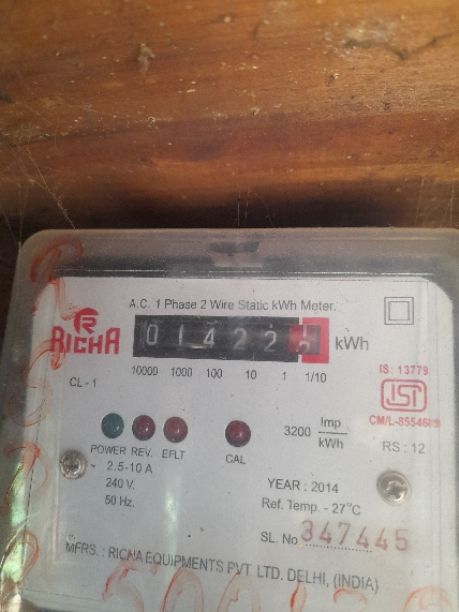 A.C. 1 Phase 2 Wire Static kWh Meter.
RICHA
01422 kWh
10000 1000 100 10 1 1/10
CL - 1
IS : 13779
ISI
POWER REV. EFLT CAL
3200 Imp
kWh
RS : 12
2.5-10 A
240 V.
50 Hz.
YEAR : 2014
Ref. Temp. - 27°C
SL. No 347445
MFRS. : RICHA EQUIPMENTS PVT. LTD. DELHI, (INDIA)